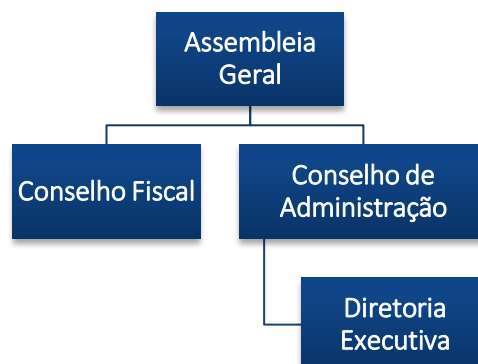 Assembleia
Geral
Conselho Fiscal
Conselho de
Administração
Diretoria
Executiva